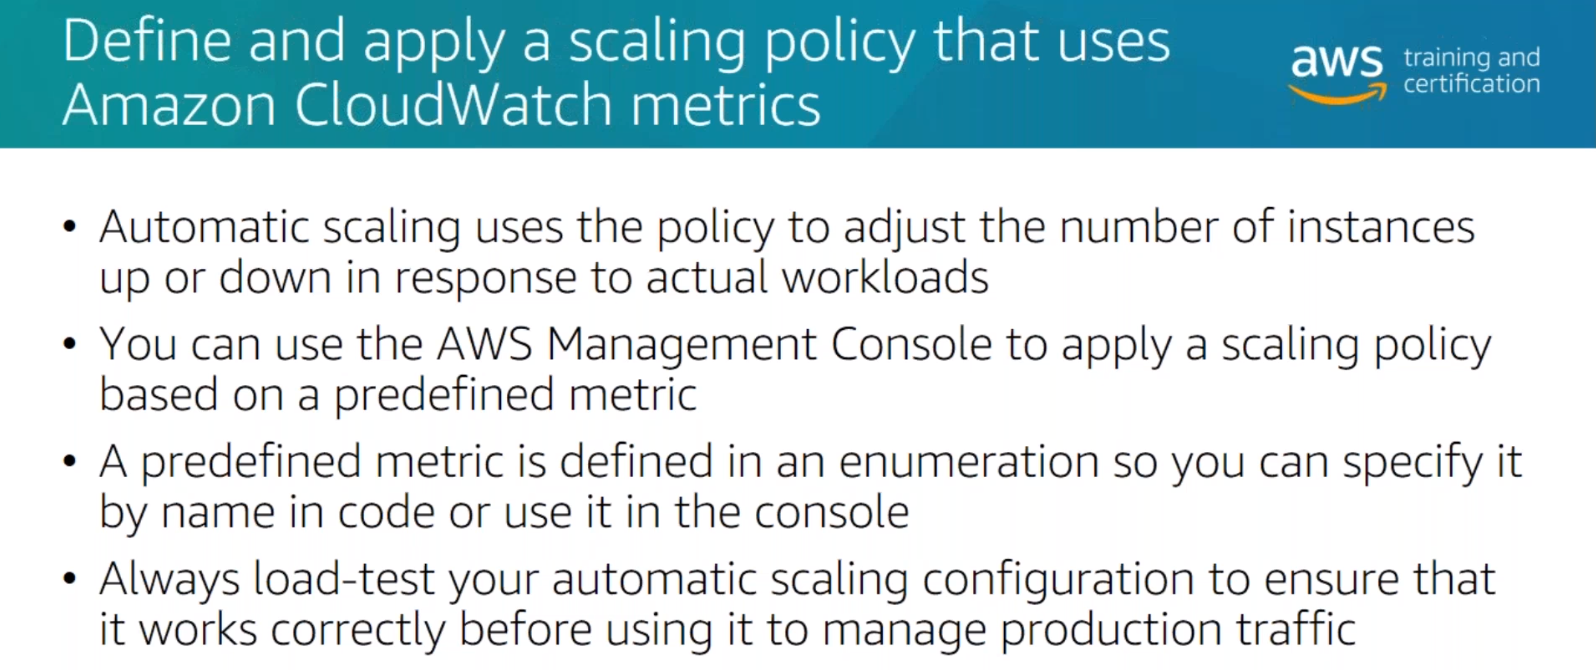 Define and apply a scaling policy that uses
Amazon CloudWatch metrics
aws training and
certification
• Automatic scaling uses the policy to adjust the number of instances
up or down in response to actual workloads
• You can use the AWS Management Console to apply a scaling policy
based on a predefined metric
• A predefined metric is defined in an enumeration so you can specify it
by name in code or use it in the console
• Always load-test your automatic scaling configuration to ensure that
it works correctly before using it to manage production traffic